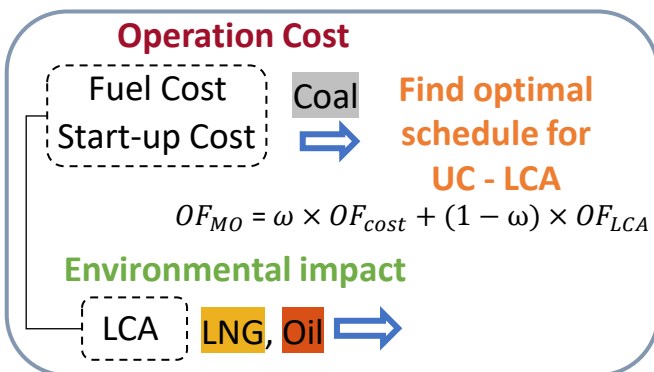 Operation Cost
Fuel Cost
Start-up Cost
Coal
Find optimal
schedule for
UC - LCA
OF_MO = ω × OF_cost + (1 − ω) × OF_LCA
Environmental impact
LCA
LNG, Oil